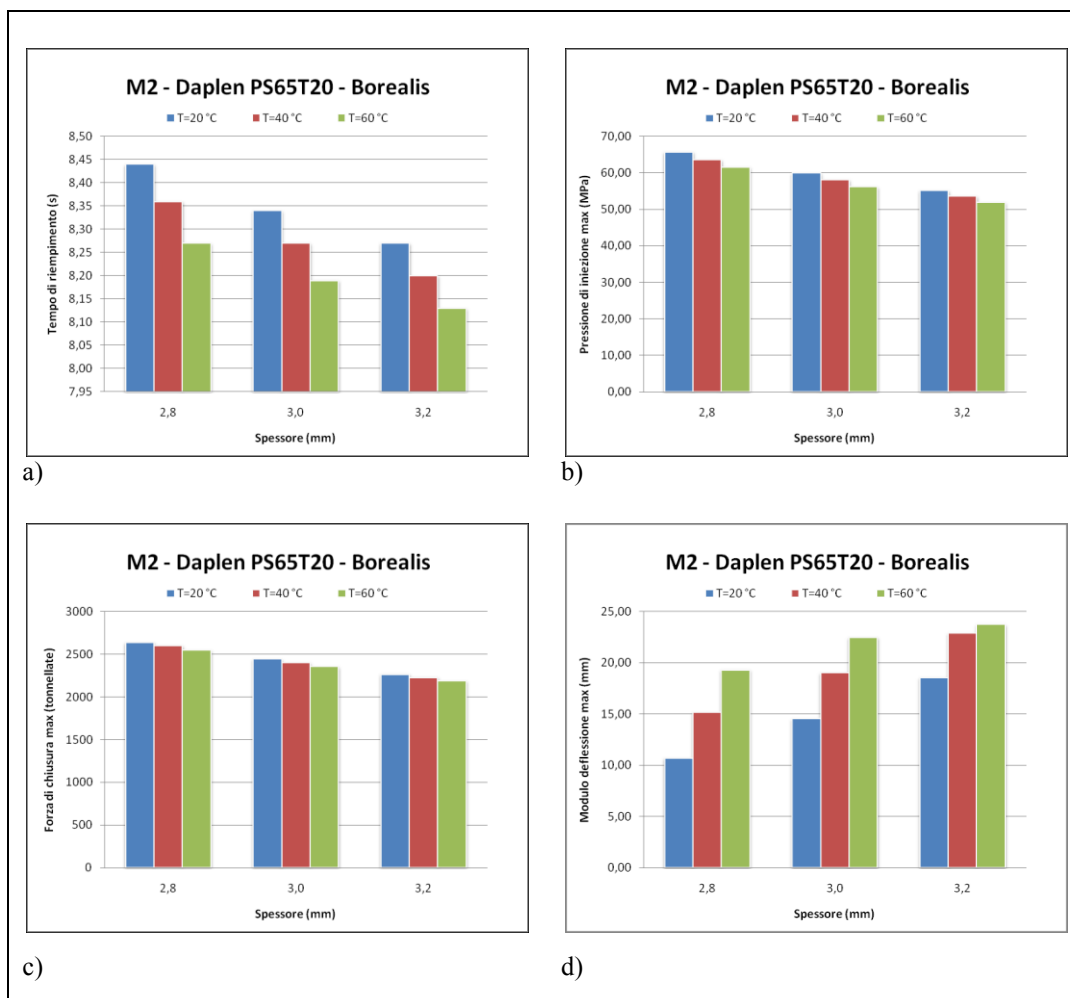 M2 - Daplen PS65T20 - Borealis
T=20 °C T=40 °C T=60 °C
Tempo di riempimento (s)
8,50
8,45
8,40
8,35
8,30
8,25
8,20
8,15
8,10
8,05
8,00
7,95
2,8 3,0 3,2
Spessore (mm)
a)
M2 - Daplen PS65T20 - Borealis
T=20 °C T=40 °C T=60 °C
Pressione di iniezione max (MPa)
70,00
60,00
50,00
40,00
30,00
20,00
10,00
0,00
2,8 3,0 3,2
Spessore (mm)
b)
M2 - Daplen PS65T20 - Borealis
T=20 °C T=40 °C T=60 °C
Forza di chiusura max (tonnellate)
3000
2500
2000
1500
1000
500
0
2,8 3,0 3,2
Spessore (mm)
c)
M2 - Daplen PS65T20 - Borealis
T=20 °C T=40 °C T=60 °C
Modulo deflessione max (mm)
25,00
20,00
15,00
10,00
5,00
0,00
2,8 3,0 3,2
Spessore (mm)
d)